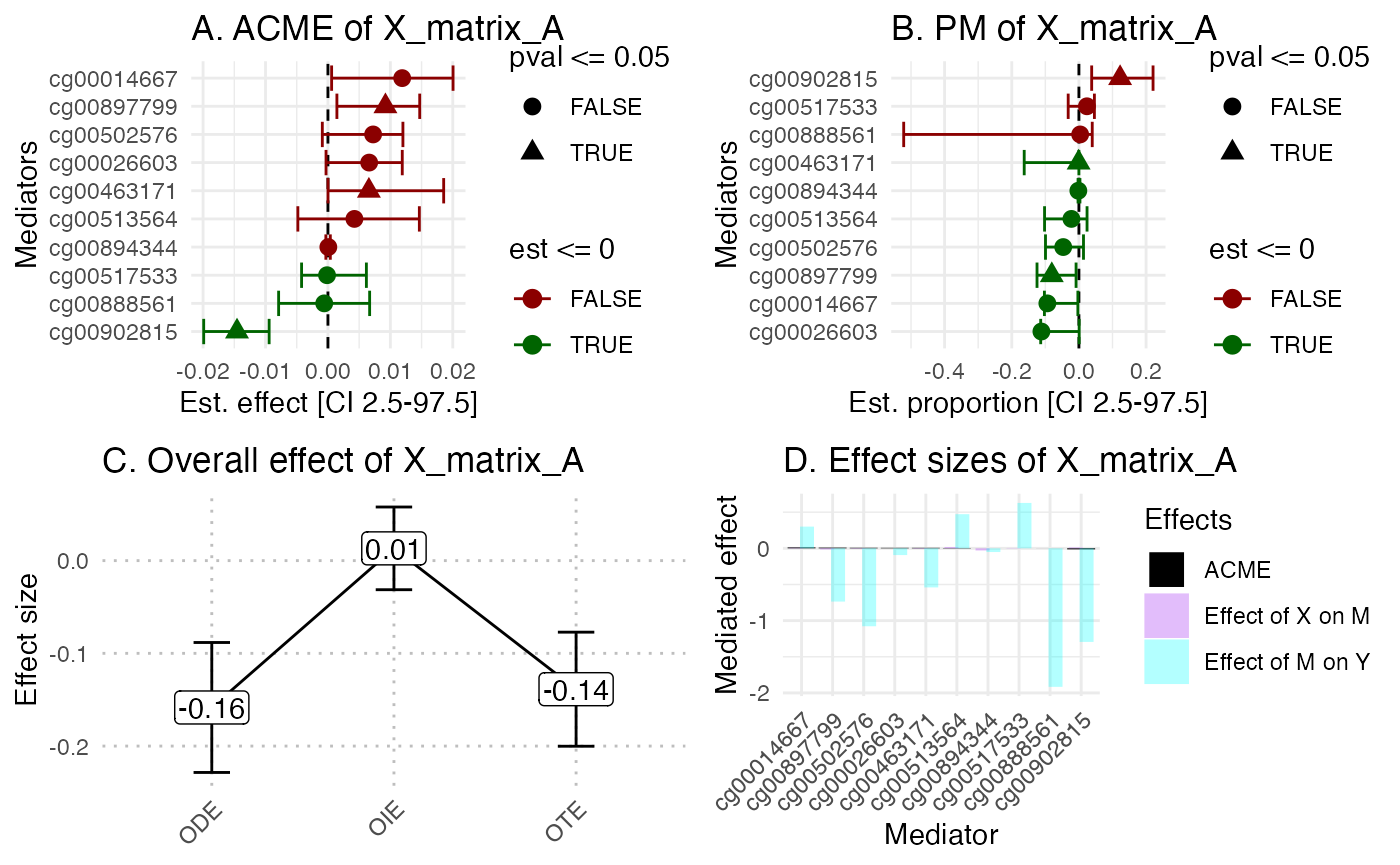 A. ACME of X_matrix_A
Mediators
cg00014667
cg00897799
cg00502576
cg00026603
cg00463171
cg00513564
cg00894344
cg00517533
cg00888561
cg00902815
-0.02 -0.01 0.00 0.01 0.02
Est. effect [CI 2.5-97.5]
pval <= 0.05
FALSE
TRUE
est <= 0
FALSE
TRUE
B. PM of X_matrix_A
Mediators
cg00902815
cg00517533
cg00888561
cg00463171
cg00894344
cg00513564
cg00502576
cg00897799
cg00014667
cg00026603
-0.4 -0.2 0.0 0.2
Est. proportion [CI 2.5-97.5]
pval <= 0.05
FALSE
TRUE
est <= 0
FALSE
TRUE
C. Overall effect of X_matrix_A
Effect size
0.0
-0.1
-0.2
-0.16
0.01
-0.14
ODE
OIE
OTE
D. Effect sizes of X_matrix_A
Mediated effect
0
-1
-2
cg00014667
cg00897799
cg00502576
cg00026603
cg00463171
cg00513564
cg00894344
cg00517533
cg00888561
cg00902815
Mediator
Effects
ACME
Effect of X on M
Effect of M on Y